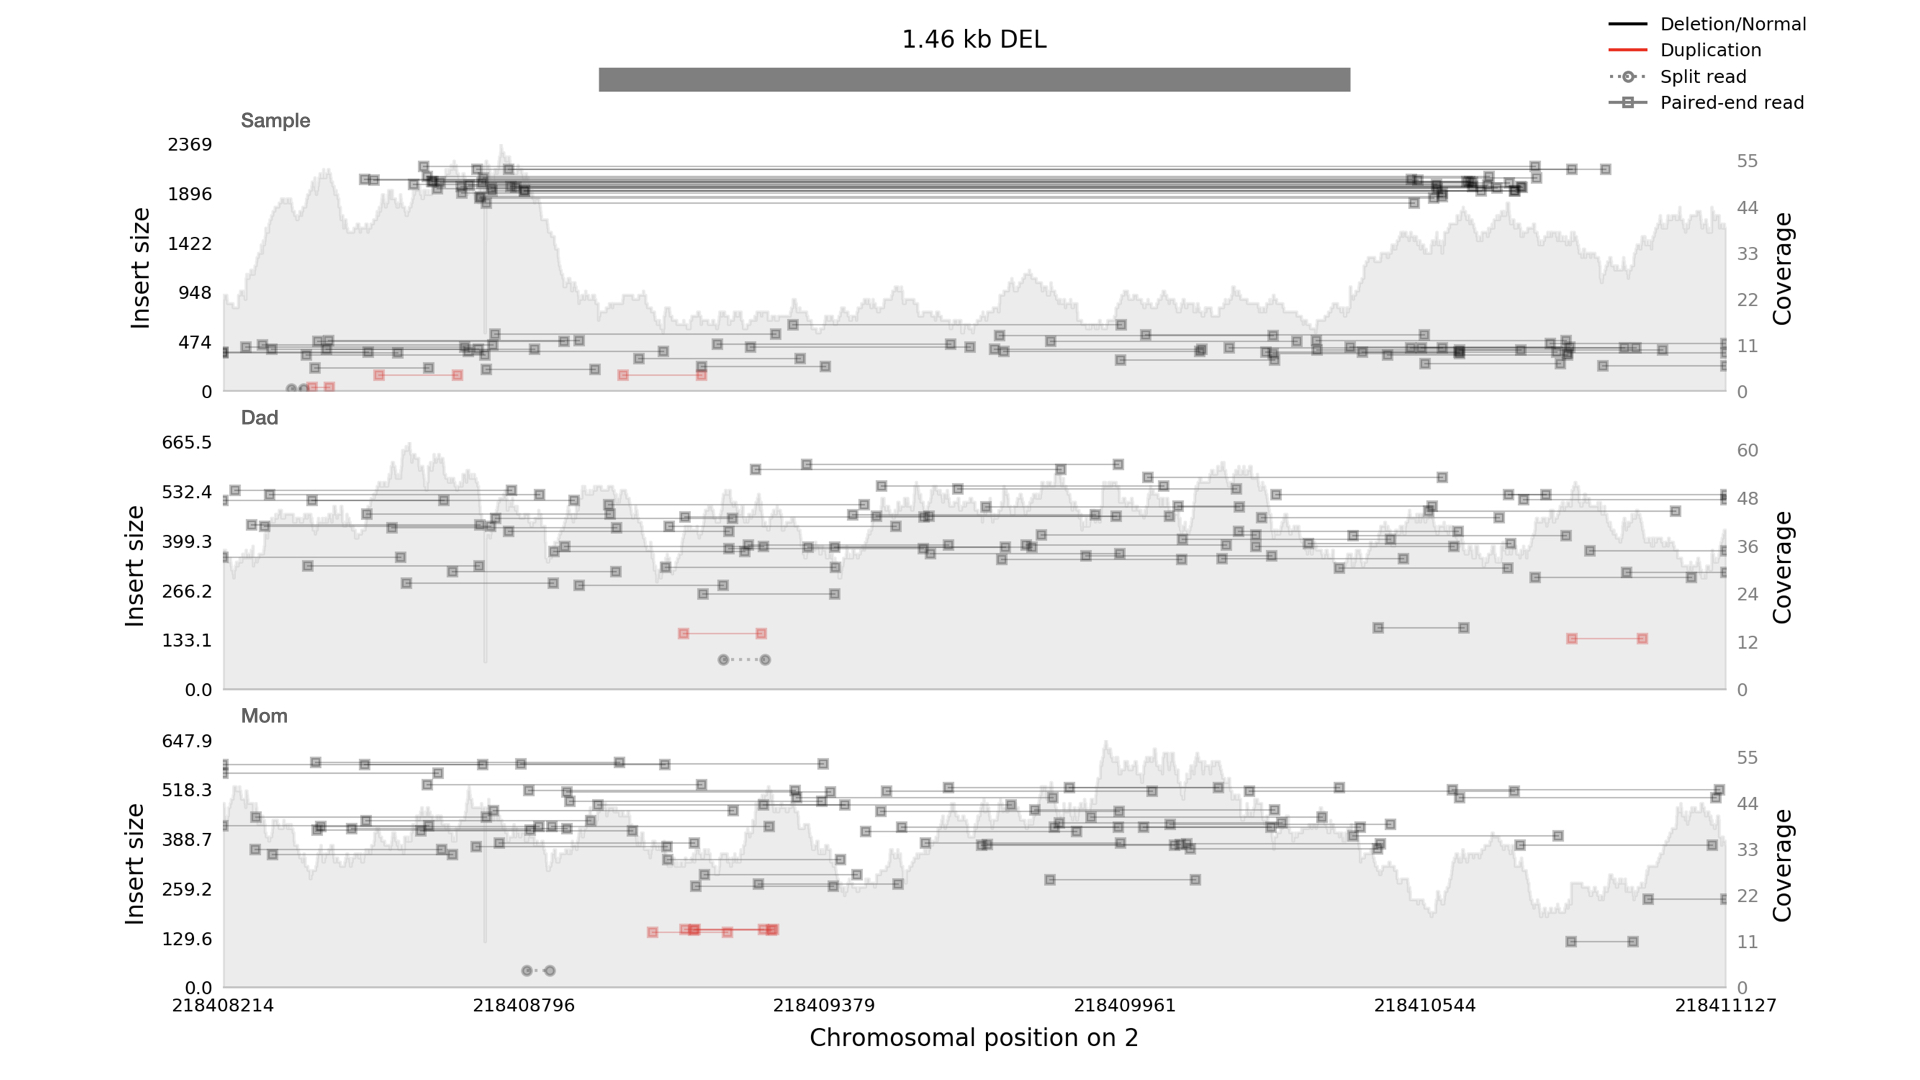 1.46 kb DEL
Deletion/Normal
Duplication
Split read
Paired-end read
Sample
2369
1896
1422
948
474
0
Insert size
55
44
33
22
11
0
Coverage
Dad
665.5
532.4
399.3
266.2
133.1
0.0
Insert size
60
48
36
24
12
0
Coverage
Mom
647.9
518.3
388.7
259.2
129.6
0.0
Insert size
55
44
33
22
11
0
Coverage
218408214 218408796 218409379 218409961 218410544 218411127
Chromosomal position on 2